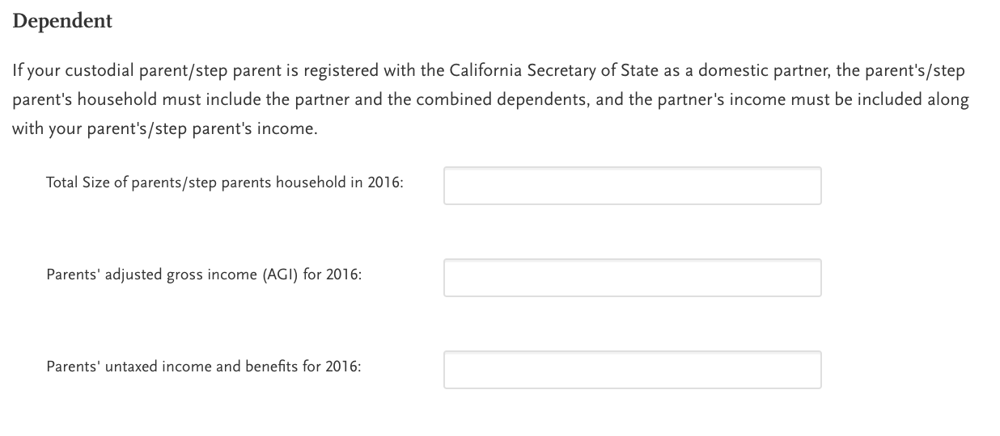 Dependent
If your custodial parent/step parent is registered with the California Secretary of State as a domestic partner, the parent's/step
parent's household must include the partner and the combined dependents, and the partner's income must be included along
with your parent's/step parent's income.
Total Size of parents/step parents household in 2016:
Parents' adjusted gross income (AGI) for 2016:
Parents' untaxed income and benefits for 2016: